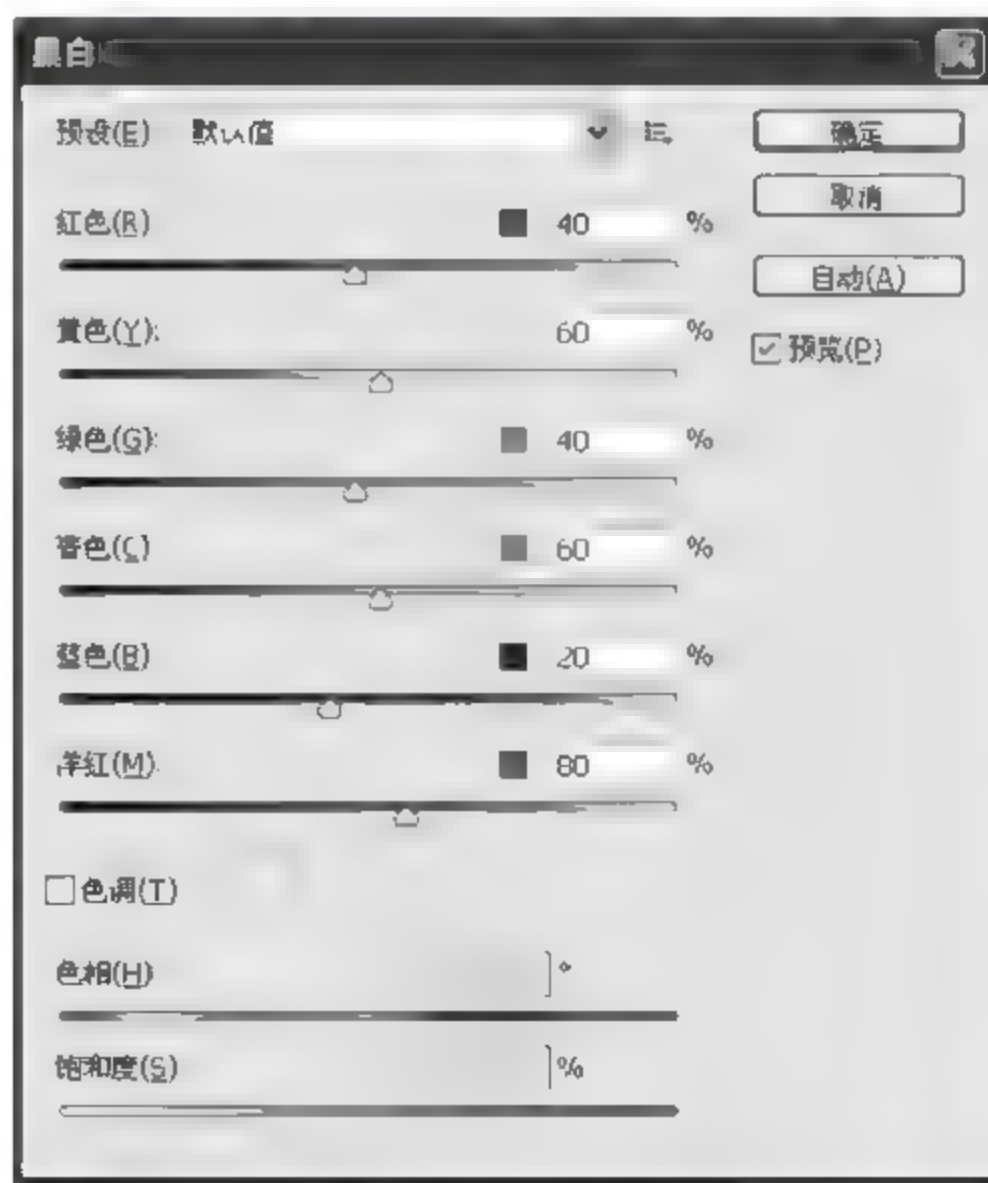 黑白
预设(E) 默认值 确定
取消
红色(R) 40 %
自动(A)
黄色(Y): 60 %
预览(P)
绿色(G): 40 %
青色(C) 60 %
蓝色(B) 20 %
洋红(M) 80 %
色调(T)
色相(H) °
饱和度(S) %